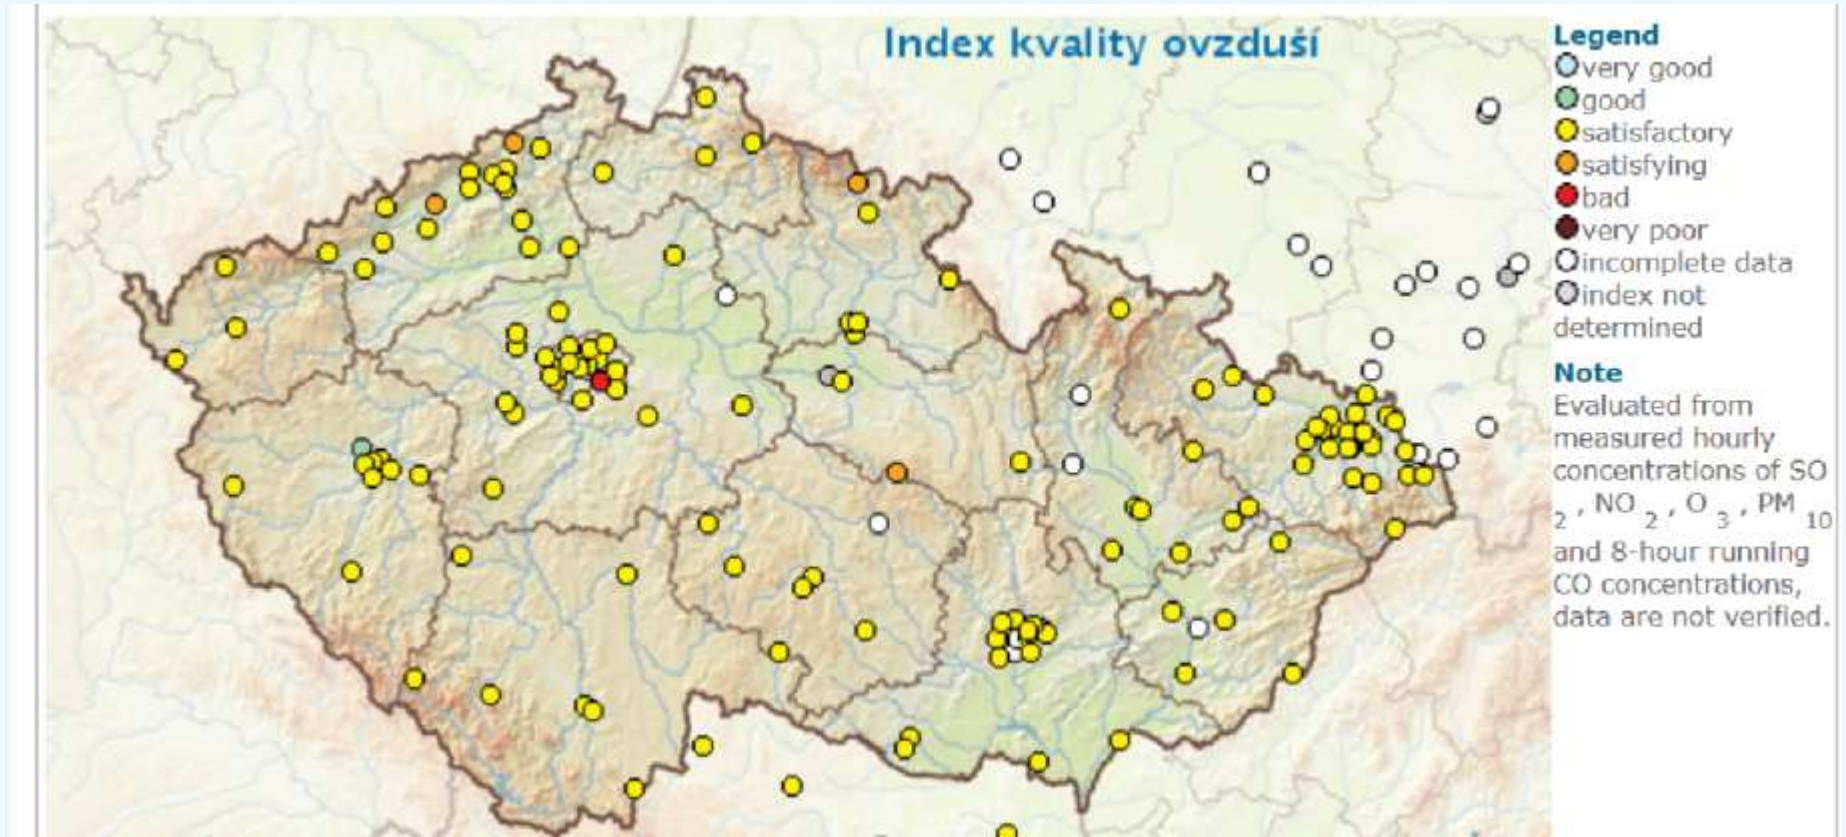 Index kvality ovzduší
Legend
very good
good
satisfactory
satisfying
bad
very poor
incomplete data
index not
determined
Note
Evaluated from
measured hourly
concentrations of SO
2 , NO 2 , O 3 , PM 10
and 8-hour running
CO concentrations,
data are not verified.